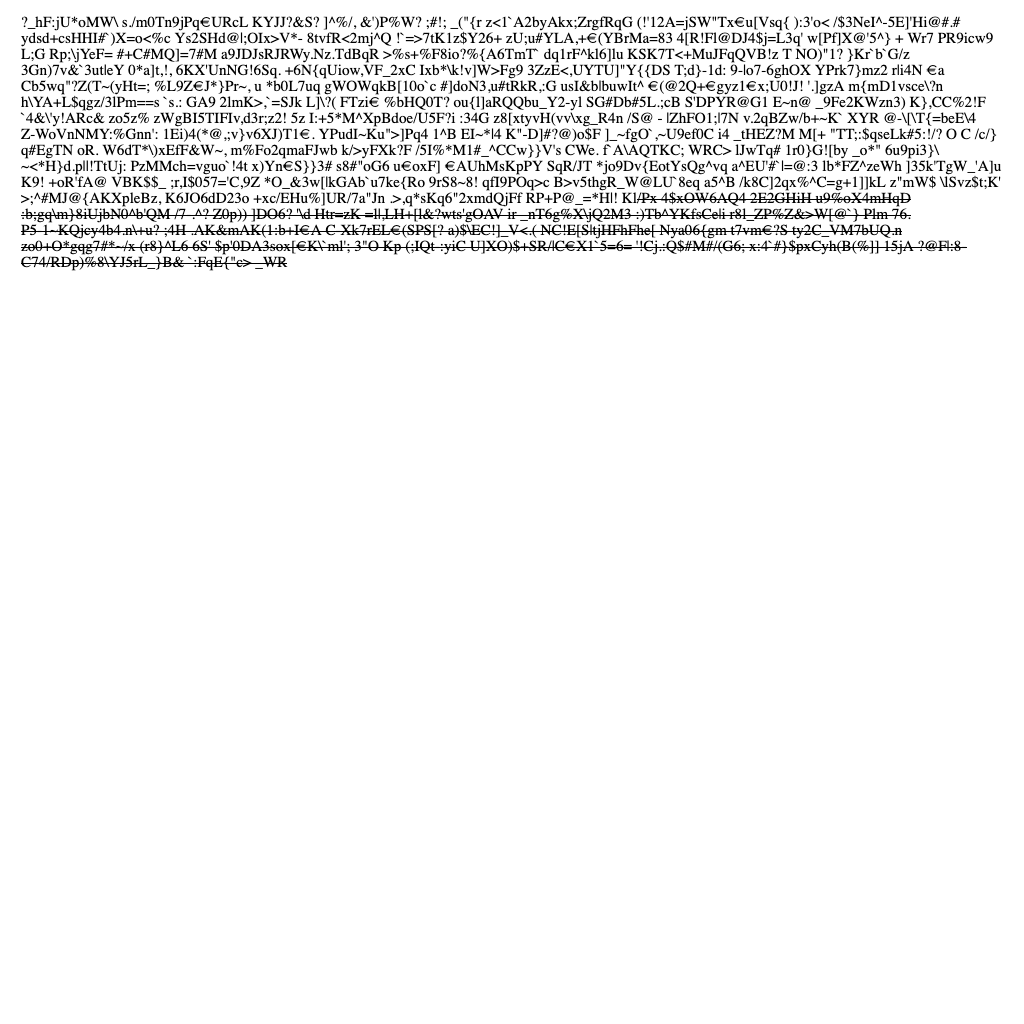 ?_hF:jU*oMW\ s./m0Tn9jPq€URcL KYJJ?&S? ]^%/, &')P%W? ;#!; _("{r z<1`A2byAkx;ZrgfRqG (!'12A=jSW"Tx€u[Vsq{ ):3'o< /$3NeI^-5E]'Hi@#.#
ydsd+csHHI#`)X=o<%c Ys2SHd@l;OIx>V*- 8tvfR<2mj^Q !`=>7tK1z$Y26+ zU;u#YLA,+€(YBrMa=83 4[R!Fl@DJ4$j=L3q' w[Pf]X@'5^} + Wr7 PR9icw9
L;G Rp;\jYeF= #+C#MQ]=7#M a9JDJsRJRWy.Nz.TdBqR >%s+%F8io?%{A6TmT` dq1rF^kl6]lu KSK7T<+MuJFqQVB!z T NO)"1? }Kr`b`G/z
3Gn)7v&`3ut|eY 0*a]t,!, 6KX'UnNG!6Sq. +6N{qUiow,VF_2xC Ixb*\k!v]W>Fg9 3ZzE<,UYTU]"Y{{DS T;d}-1d: 9-|o7-6ghOX YPrk7}mz2 rli4N €a
Cb5wq"?Z(T~(yHt=; %L9Z€J*}Pr~, u *b0L7uq gWOWqkB[10o`c #]doN3,u#tRkR,:G usI&b|buwIt^ €(@2Q+€gyz1€x;U0!J! '.]gzA m{mD1vsce\?n
h\YA+L$qgz/3lPm==s `s.: GA9 2lmK>,`=SJk L]\?( FTzi€ %bHQ0T? ou{l]aRQQbu_Y2-yl SG#Db#5L.;cB S'DPYR@G1 E~n@ _9Fe2KWzn3) K},CC%2!F
`4&\'y!ARc& zo5z% zWgBI5TIFIv,d3r;z2! 5z I:+5*M^XpBdoe/U5F?i :34G z8[xtyvH(vv\xg_R4n /S@ - lZhFO1;|7N v.2qBZw/b+~K` XYR @-\[\T{=beE\4
Z-WoVnNMY:%Gnn': 1Ei)4(*@,;v}v6XJ)T1€. YPudI~Ku">]Pq4 1^B EI~*|4 K"-D]#?@)o$F ]_~fgO`,~U9ef0C i4 _tHEZ?M M[+ "TT;:$qseLk#5:!/? O C /c/}
q#EgTN oR. W6dT*\)xEfF&W~, m%Fo2qmaFJwb k/>yFXk?F /5I%*M1#_^CCw}}V's CWe. f`A\AQTKC; WRC> lJwTq# 1r0}G![by _o*" 6u9pi3}\
~<*H}d.pl|!TtUj: PzMMch=vguo`!4t x)Yn€S}}3# s8#"oG6 u€oxF] €AUhMsKpPY SqR/JT *jo9Dv{EotYsQg^vq a^EU'#`|=@:3 lb*FZ^zeWh ]35k'TgW_'A]u
K9! +oR'fA@ VBK$$_ ;r,I$057='C,9Z *O_&3w[|kGAb`u7ke{Ro 9rS8~8! qfI9POq>c B>v5thgR_W@LU`8eq a5^B /k8C]2qx%^C=g+1]]kL z"mW$ \lSvz$t;K'
>;^#MJ@{AKXpleBz, K6JO6dD23o +xc/EHu%]UR/7a"Jn .>,q*sKq6"2xmdQjFf RP+P@_=*H|! K|/Px 4$xOW6AQ4 2E2GHiH u9%oX4mHqD
:b;gq\m}8iUjbN0^b'QM /7 .^? Z0p)) ]DO6? '\d Htr=zK =ll,LH+[l&?wts'gOAV ir _nT6g%X\jQ2M3 :)Tb^YKfsCeli r8l_ZP%Z&>W[@`} Plm 76.
P5-1~KQjcy4b4.n\+u? ;4H .AK&mAK(1:b+I€A C Xk7rEL€(SPS[? a)$\EC!]_V<.( NC!E[S|tjHFhFhe[ Nya06{gm t7vm€?S ty2C_VM7bUQ.n
zo0+O*gqg7#*~/x (r8}^L6 6S' $p'0DA3sox[€K\`ml'; 3"O Kp (;IQt :yiC U]XO)$+SR/|C€X1`5=6= '!Cj..Q$#M#/(G6; x:4`#}$pxCyh(B(%]] 15jA ?@F|:8-
C74/RDp)%8\YJ5rL_}B& `:FqE{"c> _WR